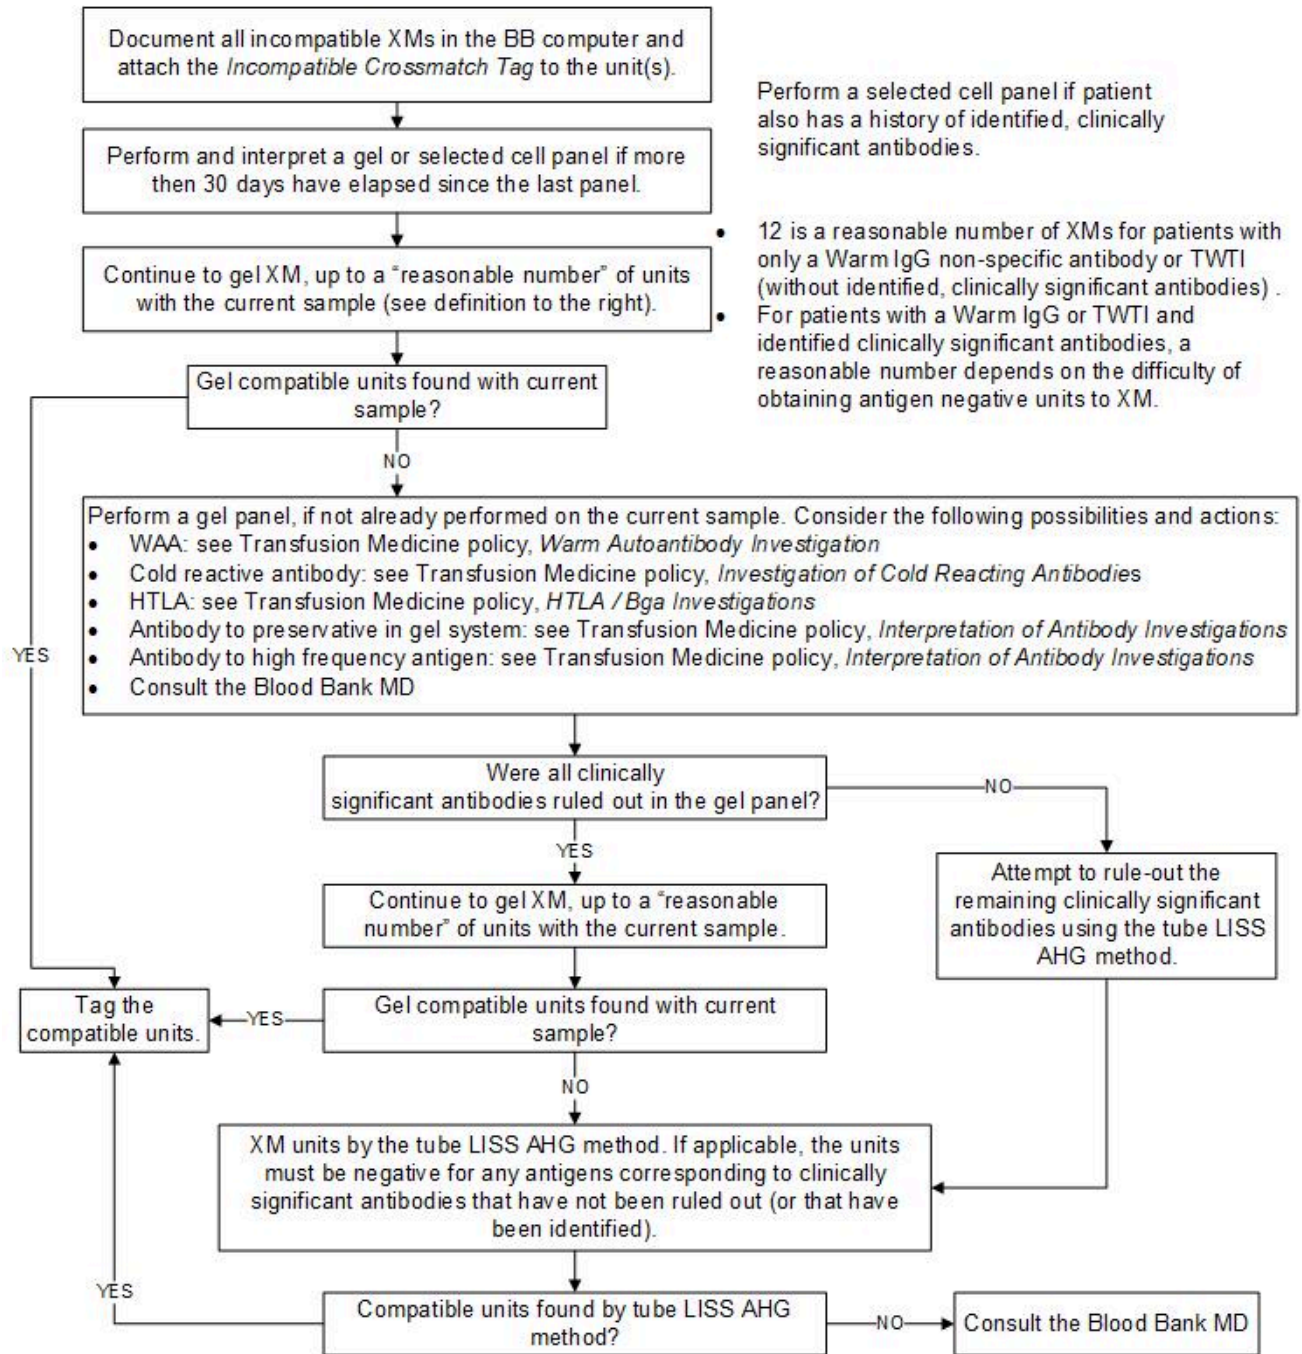 Document all incompatible XMs in the BB computer and
attach the Incompatible Crossmatch Tag to the unit(s).
Perform a selected cell panel if patient
also has a history of identified, clinically
significant antibodies.
Perform and interpret a gel or selected cell panel if more
then 30 days have elapsed since the last panel.
• 12 is a reasonable number of XMs for patients with
only a Warm IgG non-specific antibody or TWTI
(without identified, clinically significant antibodies) .
• For patients with a Warm IgG or TWTI and
identified clinically significant antibodies, a
reasonable number depends on the difficulty of
obtaining antigen negative units to XM.
Continue to gel XM, up to a “reasonable number” of units
with the current sample (see definition to the right).
Gel compatible units found with current
sample?
NO
Perform a gel panel, if not already performed on the current sample. Consider the following possibilities and actions:
• WAA: see Transfusion Medicine policy, Warm Autoantibody Investigation
• Cold reactive antibody: see Transfusion Medicine policy, Investigation of Cold Reacting Antibodies
• HTLA: see Transfusion Medicine policy, HTLA / Bga Investigations
• Antibody to preservative in gel system: see Transfusion Medicine policy, Interpretation of Antibody Investigations
• Antibody to high frequency antigen: see Transfusion Medicine policy, Interpretation of Antibody Investigations
• Consult the Blood Bank MD
YES
Were all clinically
significant antibodies ruled out in the gel panel?
NO
YES
Attempt to rule-out the
remaining clinically significant
antibodies using the tube LISS
AHG method.
Continue to gel XM, up to a “reasonable
number” of units with the current sample.
Tag the
compatible units.
YES
Gel compatible units found with current
sample?
NO
XM units by the tube LISS AHG method. If applicable, the units
must be negative for any antigens corresponding to clinically
significant antibodies that have not been ruled out (or that have
been identified).
YES
Compatible units found by tube LISS AHG
method?
NO
Consult the Blood Bank MD